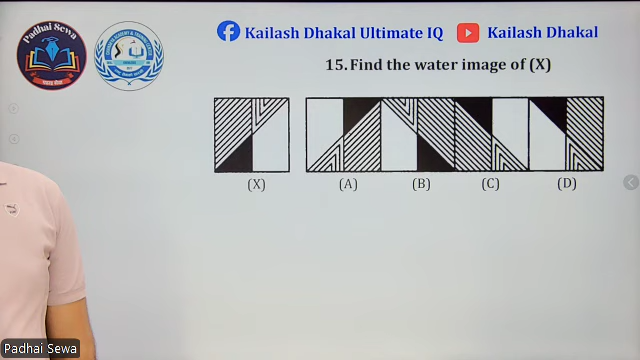 Padhai Sewa
Kailash Dhakal Ultimate IQ
Kailash Dhakal
15. Find the water image of (X)
(X)
(A)
(B)
(C)
(D)
Padhai Sewa